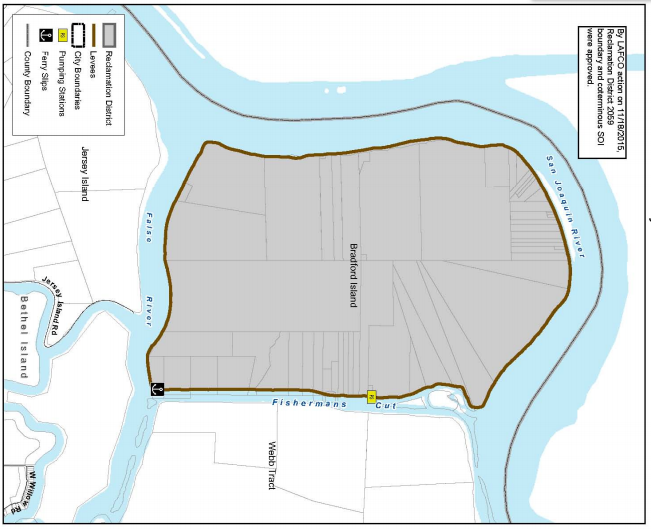 By LAFCO action on 11/18/2015,
Reclamation District 2059
boundary and coterminous SOI
were approved.
San Joaquin River
Bradford Island
Fishermans Cut
Webb Tract
False River
Jersey Island
Jersey Island Rd
Bethel Island
W Willow Rd
Reclamation District
Levees
City Boundaries
Pumping Stations
Ferry Slips
County Boundary